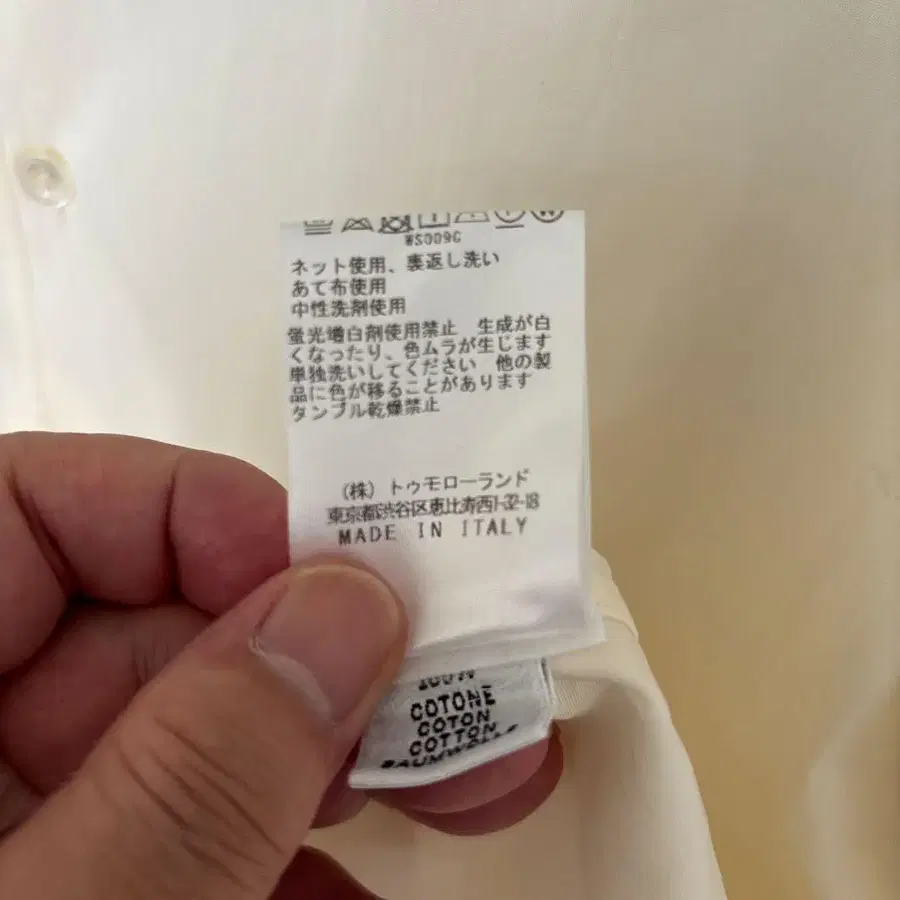 WS009G
ネット使用、裏返し洗い
あて布使用
中性洗剤使用
蛍光増白剤使用禁止　生成が白
くなったり、色ムラが生じます
単独洗いしてください　他の製
品に色が移ることがあります
タンブル乾燥禁止
(株) トゥモローランド
東京都渋谷区恵比寿西1-32-18
MADE IN ITALY
100%
COTONE
COTON
COTTON
BAUMWOLLE